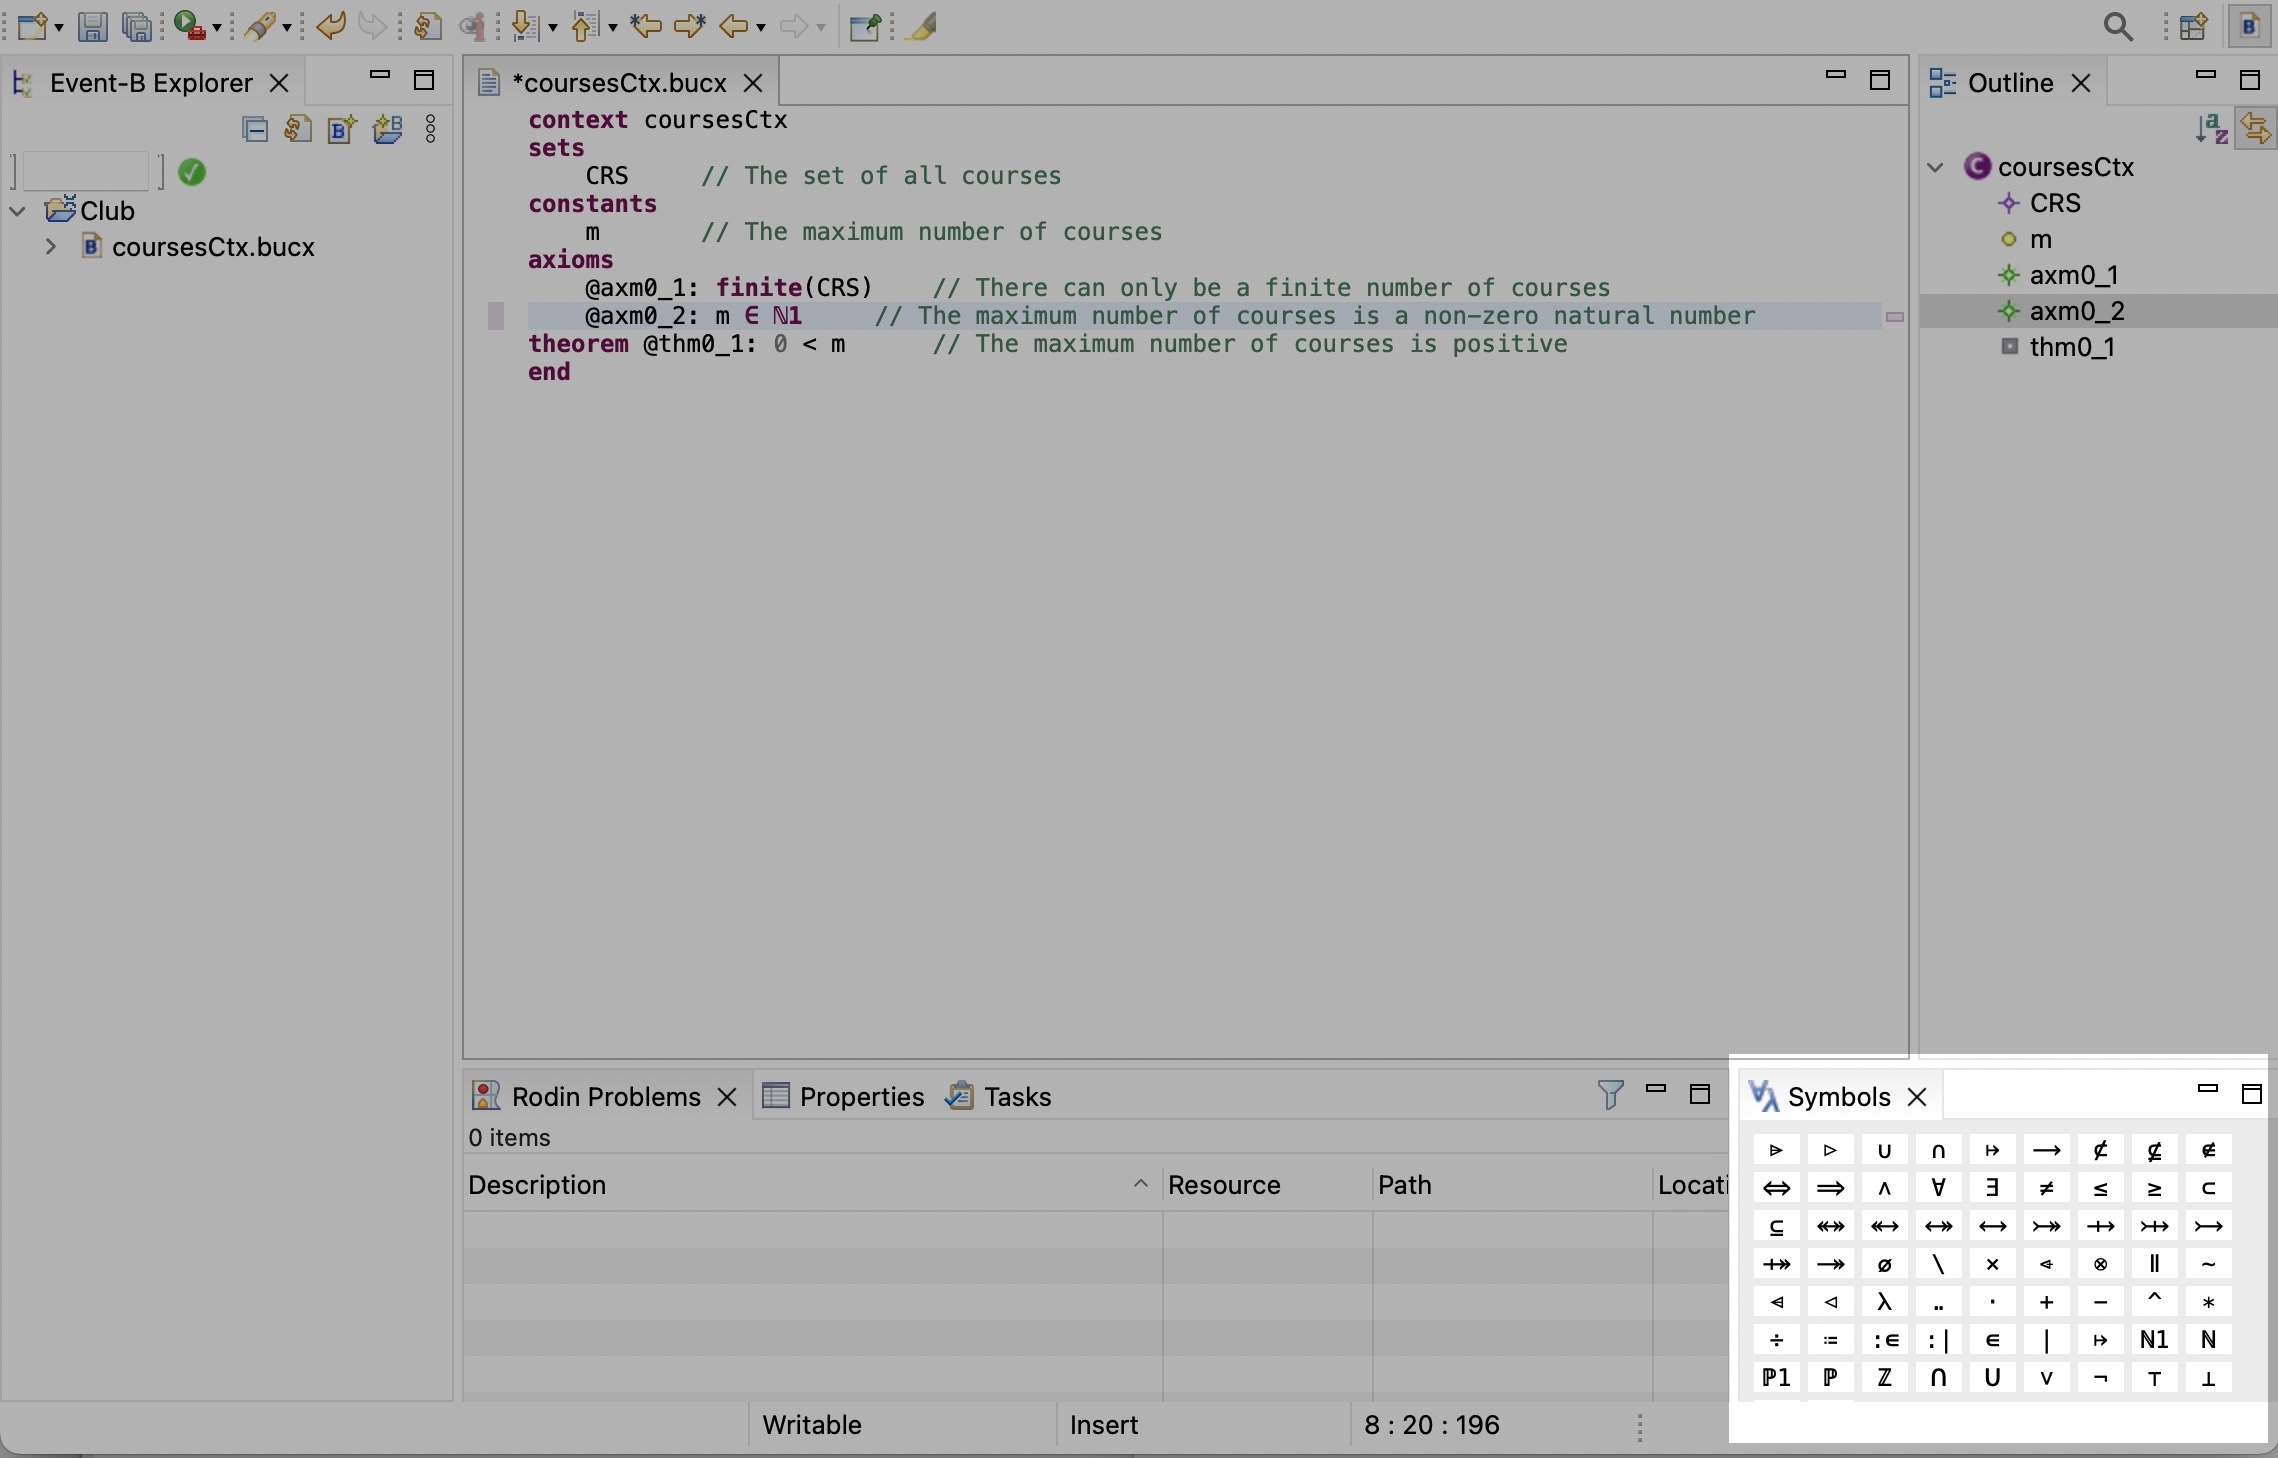 Event-B Explorer
Club
coursesCtx.bucx
*coursesCtx.bucx
context coursesCtx
sets
CRS // The set of all courses
constants
m // The maximum number of courses
axioms
@axm0_1: finite(CRS) // There can only be a finite number of courses
@axm0_2: m ∈ ℕ1 // The maximum number of courses is a non-zero natural number
theorem @thm0_1: 0 < m // The maximum number of courses is positive
end
Outline
coursesCtx
CRS
m
axm0_1
axm0_2
thm0_1
Rodin Problems Properties Tasks
0 items
Description Resource Path Locati
Symbols
⩥ ▷ ∪ ∩ ↦ → ⊄ ⊈ ∉
⇔ ⇒ ∧ ∀ ∃ ≠ ≤ ≥ ⊂
⊆ <<->> <<-> <->> ↔ ⤖ ⇸ ⤔ ↣
⤀ ↠ ∅ \ × ⋖ ⊗ ∥ ∼
⩤ ◁ λ ‥ · + − ^ ∗
÷ ≔ :∈ :∣ ∈ ∣ ↦ ℕ1 ℕ
ℙ1 ℙ ℤ ⋂ ⋃ ∨ ¬ ⊤ ⊥
Writable Insert 8 : 20 : 196